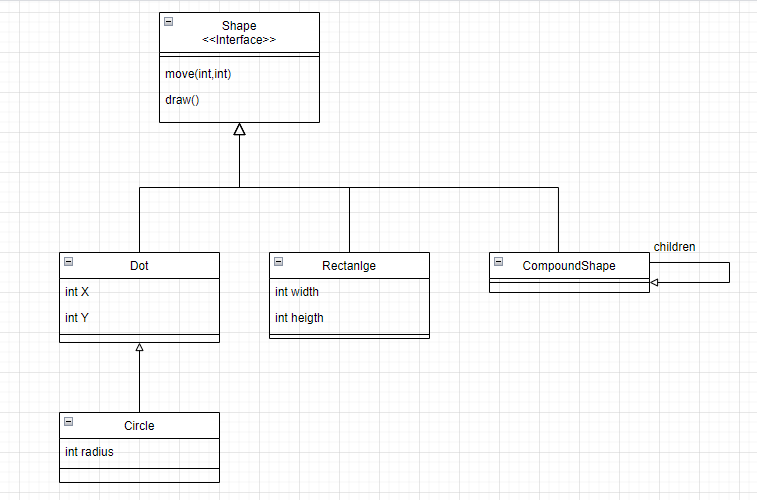 Shape
<<Interface>>
move(int,int)
draw()
children
Dot
int X
int Y
Rectanlge
int width
int heigth
CompoundShape
Circle
int radius